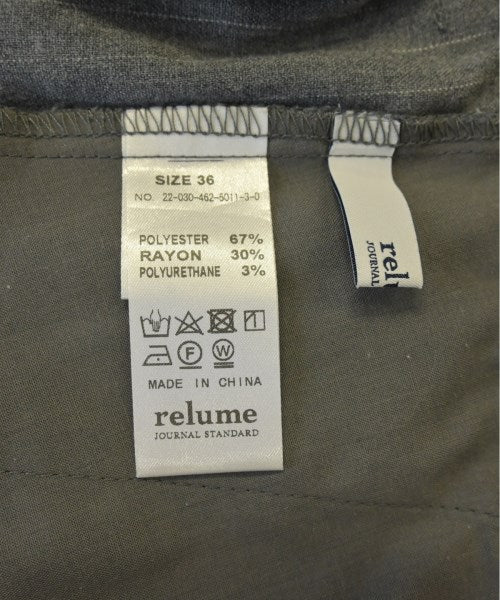 SIZE 36
NO. 22-030-462-5011-3-0
POLYESTER 67%
RAYON 30%
POLYURETHANE 3%
F W
MADE IN CHINA
relume
JOURNAL STANDARD
relu
JOURNAL